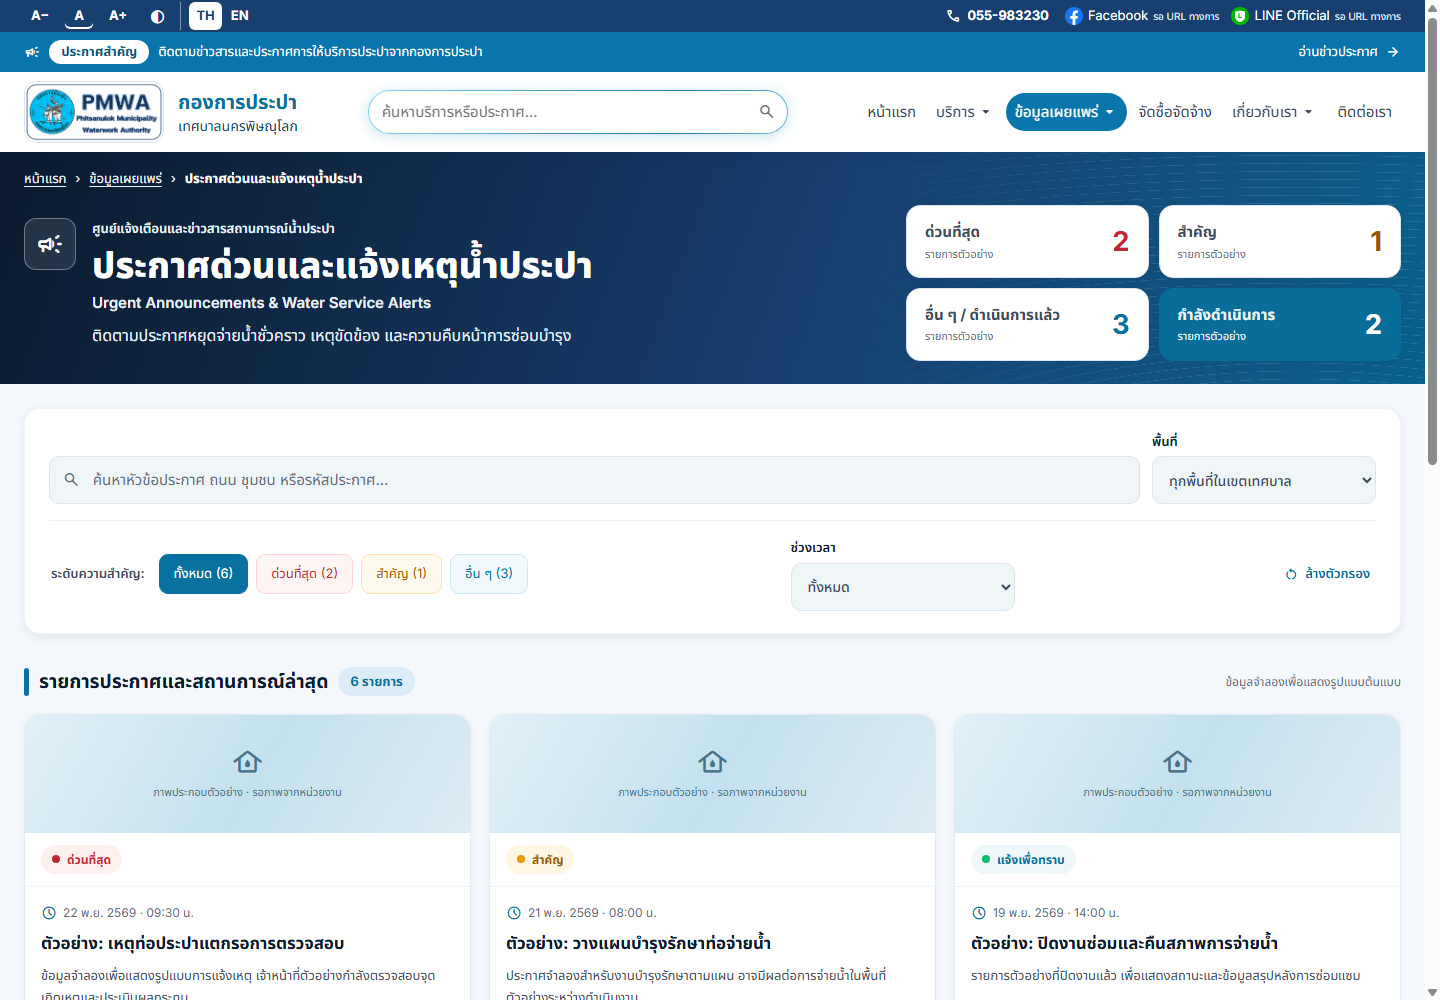 A− A A+ TH EN 055-983230 Facebook รอ URL ทางการ LINE Official รอ URL ทางการ
ประกาศสำคัญ ติดตามข่าวสารและประกาศการให้บริการประปาจากกองการประปา อ่านข่าวประกาศ →
PMWA
Phitsanulok Municipality
Waterwork Authority
กองการประปา
เทศบาลนครพิษณุโลก
ค้นหาบริการหรือประกาศ...
หน้าแรก บริการ ข้อมูลเผยแพร่ จัดซื้อจัดจ้าง เกี่ยวกับเรา ติดต่อเรา
หน้าแรก › ข้อมูลเผยแพร่ › ประกาศด่วนและแจ้งเหตุน้ำประปา
ศูนย์แจ้งเตือนและข่าวสารสถานการณ์น้ำประปา
ประกาศด่วนและแจ้งเหตุน้ำประปา
Urgent Announcements & Water Service Alerts
ติดตามประกาศหยุดจ่ายน้ำชั่วคราว เหตุขัดข้อง และความคืบหน้าการซ่อมบำรุง
ด่วนที่สุด
รายการตัวอย่าง
2
สำคัญ
รายการตัวอย่าง
1
อื่น ๆ / ดำเนินการแล้ว
รายการตัวอย่าง
3
กำลังดำเนินการ
รายการตัวอย่าง
2
ค้นหาหัวข้อประกาศ ถนน ชุมชน หรือรหัสประกาศ...
พื้นที่
ทุกพื้นที่ในเขตเทศบาล
ระดับความสำคัญ: ทั้งหมด (6) ด่วนที่สุด (2) สำคัญ (1) อื่น ๆ (3)
ช่วงเวลา
ทั้งหมด
ล้างตัวกรอง
รายการประกาศและสถานการณ์ล่าสุด 6 รายการ
ข้อมูลจำลองเพื่อแสดงรูปแบบต้นแบบ
ภาพประกอบตัวอย่าง · รอภาพจากหน่วยงาน
ด่วนที่สุด
22 พ.ย. 2569 · 09:30 น.
ตัวอย่าง: เหตุท่อประปาแตกรอการตรวจสอบ
ข้อมูลจำลองเพื่อแสดงรูปแบบการแจ้งเหตุ เจ้าหน้าที่ตัวอย่างกำลังตรวจสอบจุด
เกิดเหตุและประเมินผลกระทบ
ภาพประกอบตัวอย่าง · รอภาพจากหน่วยงาน
สำคัญ
21 พ.ย. 2569 · 08:00 น.
ตัวอย่าง: วางแผนบำรุงรักษาท่อจ่ายน้ำ
ประกาศจำลองสำหรับงานบำรุงรักษาตามแผน อาจมีผลต่อการจ่ายน้ำในพื้นที่
ตัวอย่างระหว่างดำเนินงาน
ภาพประกอบตัวอย่าง · รอภาพจากหน่วยงาน
แจ้งเพื่อทราบ
19 พ.ย. 2569 · 14:00 น.
ตัวอย่าง: ปิดงานซ่อมและคืนสภาพการจ่ายน้ำ
รายการตัวอย่างที่ปิดงานแล้ว เพื่อแสดงสถานะและข้อมูลสรุปหลังการซ่อมแซม